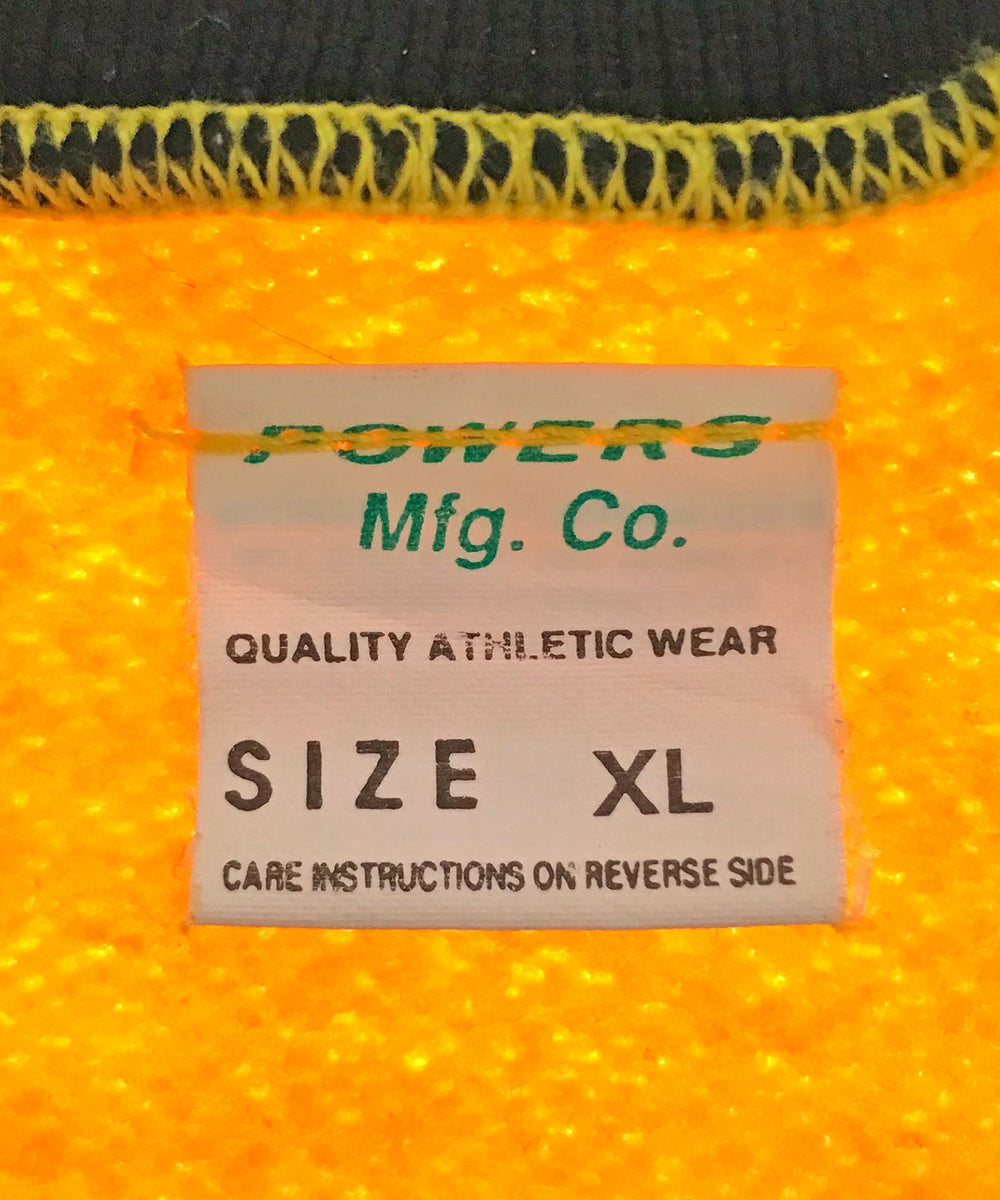 POWERS
Mfg. Co.
QUALITY ATHLETIC WEAR
SIZE XL
CARE INSTRUCTIONS ON REVERSE SIDE